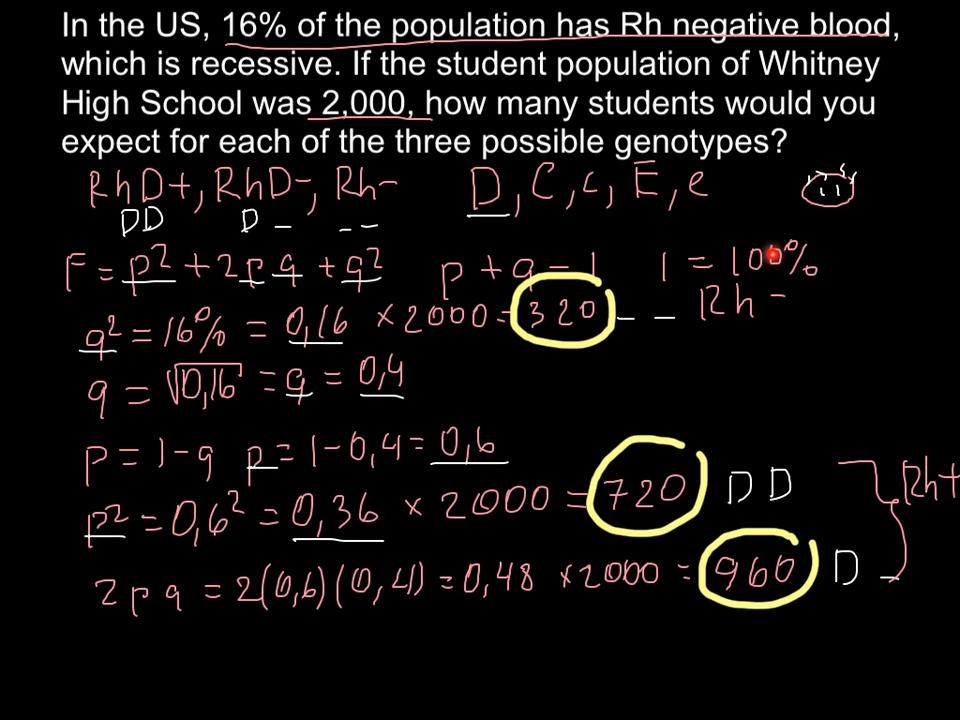 In the US, 16% of the population has Rh negative blood,
which is recessive. If the student population of Whitney
High School was 2,000, how many students would you
expect for each of the three possible genotypes?
RhD+, RhD-, Rh- D, C, c, E, e
DD D_ _ _
F = p² + 2pq + q² p + q = 1 1 = 100%
q² = 16% = 0,16 × 2000 = 320 _ _ Rh -
q = √0,16 = q = 0,4
p = 1 - q p = 1 - 0,4 = 0,6
p² = 0,6² = 0,36 × 2000 = 720 DD Rh+
2pq = 2(0,6)(0,4) = 0,48 × 2000 = 960 D _